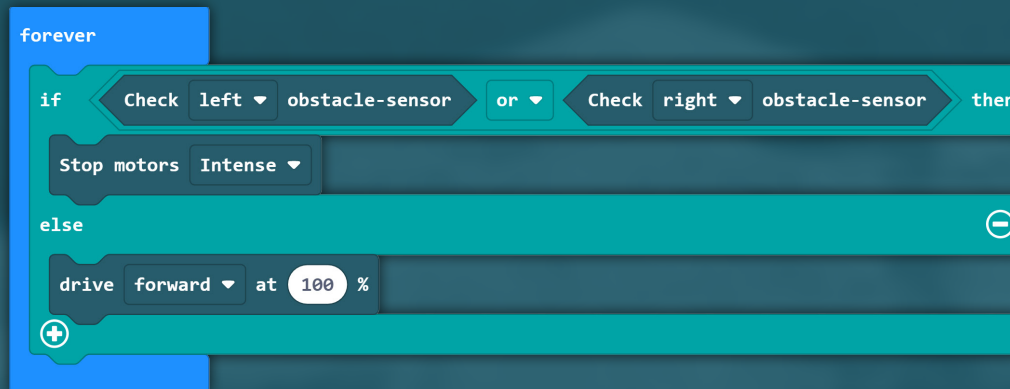 forever
if Check left obstacle-sensor or Check right obstacle-sensor then
Stop motors Intense
else
drive forward at 100 %